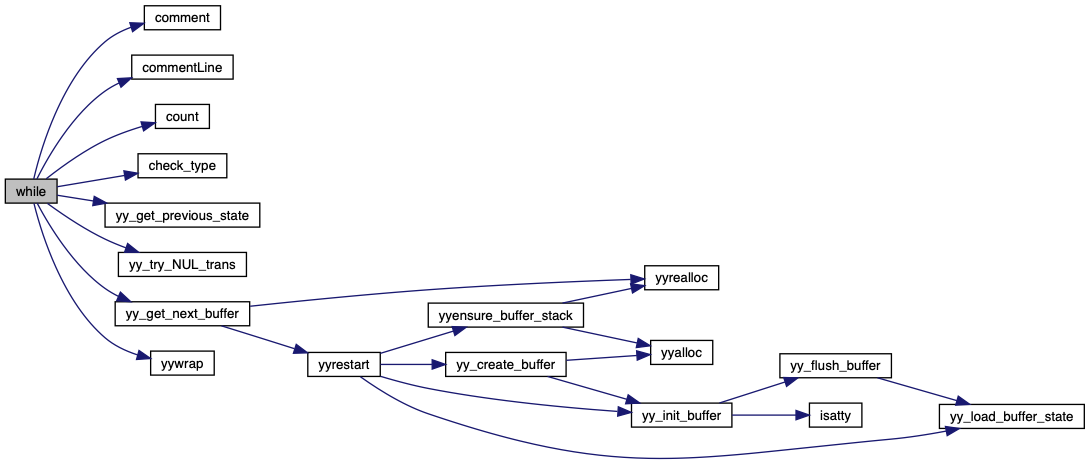 comment
commentLine
count
check_type
while
yy_get_previous_state
yy_try_NUL_trans
yyrealloc
yy_get_next_buffer
yyensure_buffer_stack
yyalloc
yywrap
yyrestart
yy_create_buffer
yy_flush_buffer
yy_init_buffer
isatty
yy_load_buffer_state